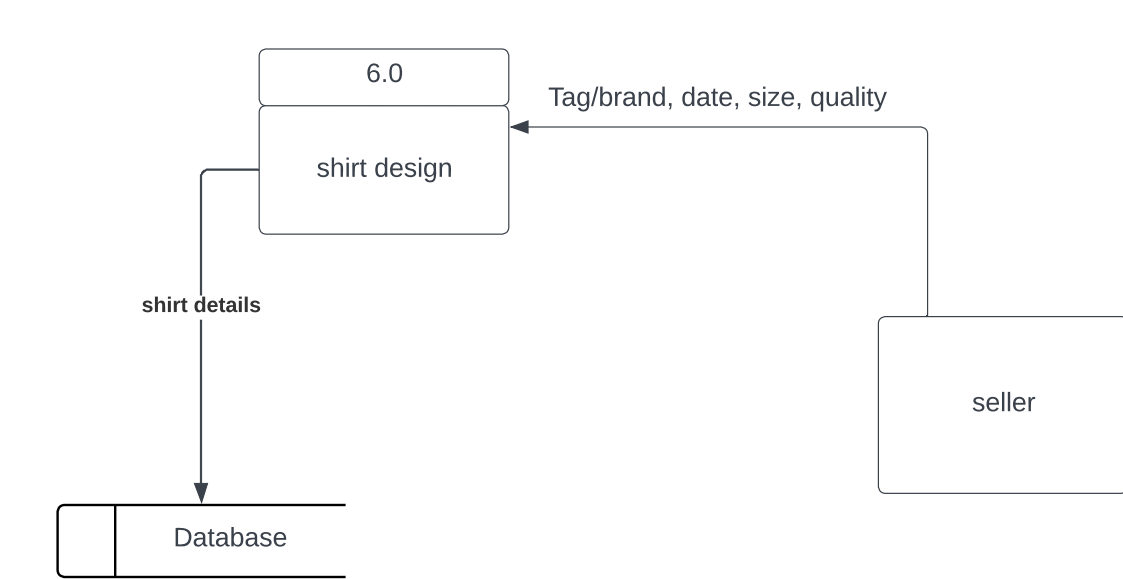 6.0
Tag/brand, date, size, quality
shirt design
shirt details
seller
Database